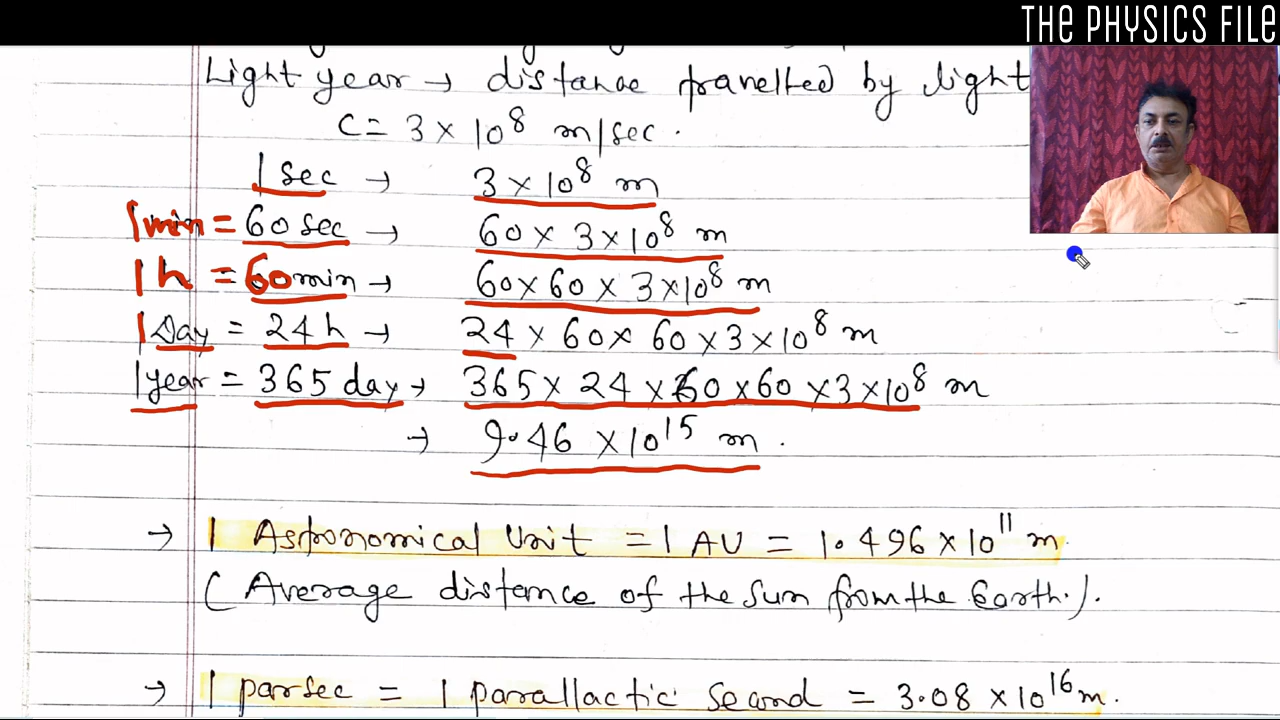 THE PHYSICS FILE
Light year → distance travelled by light
C = 3 × 10⁸ m/sec.
1 sec → 3 × 10⁸ m
1 min = 60 sec → 60 × 3 × 10⁸ m
1 h = 60 min → 60 × 60 × 3 × 10⁸ m
1 Day = 24 h → 24 × 60 × 60 × 3 × 10⁸ m
1 year = 365 day → 365 × 24 × 60 × 60 × 3 × 10⁸ m
→ 9.46 × 10¹⁵ m.
→ 1 Astronomical Unit = 1 AU = 1.496 × 10¹¹ m.
(Average distance of the Sun from the Earth.).
→ 1 parsec = 1 parallactic second = 3.08 × 10¹⁶ m.